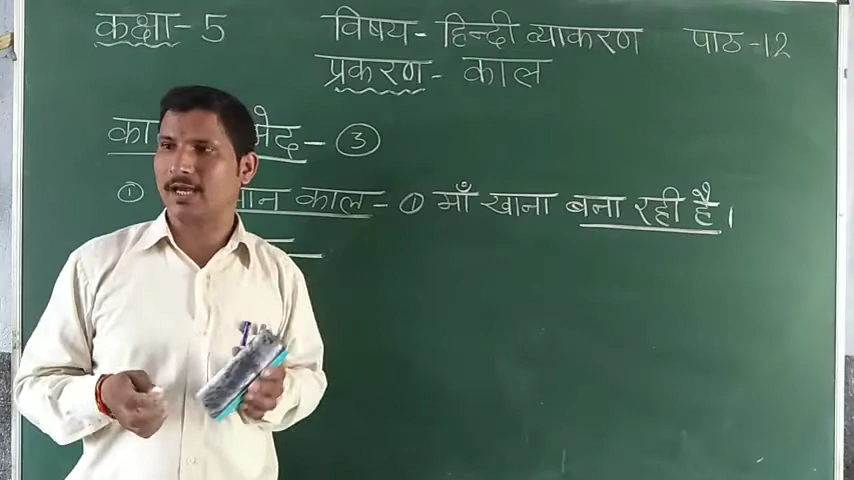 कक्षा - 5 विषय - हिन्दी व्याकरण पाठ - 12
प्रकरण - काल
का भेद - ③
① मान काल - ① माँ खाना बना रही है।